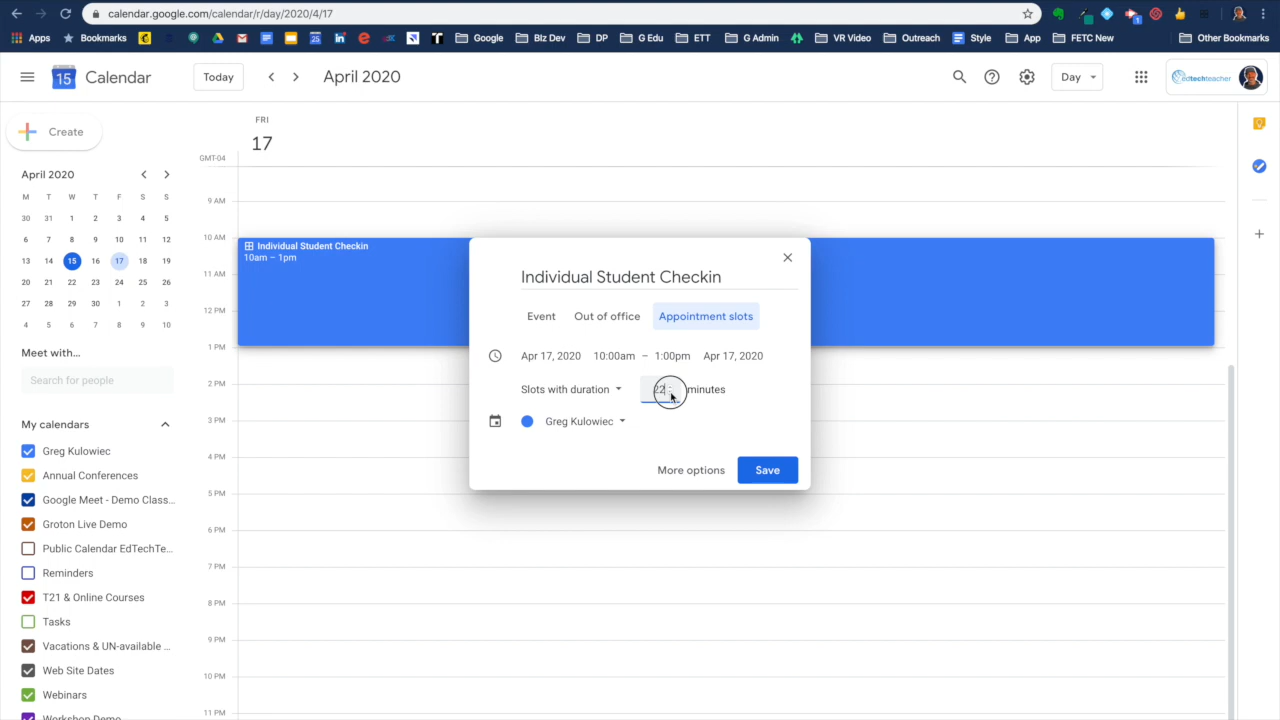 calendar.google.com/calendar/r/day/2020/4/17
Apps Bookmarks Google Biz Dev DP G Edu ETT G Admin VR Video Outreach Style App FETC New Other Bookmarks
15 Calendar Today April 2020 Day edtechteacher
Create
FRI
17
GMT-04
April 2020
M T W T F S S
30 31 1 2 3 4 5
6 7 8 9 10 11 12
13 14 15 16 17 18 19
20 21 22 23 24 25 26
27 28 29 30 1 2 3
4 5 6 7 8 9 10
Meet with...
Search for people
My calendars
Greg Kulowiec
Annual Conferences
Google Meet - Demo Class...
Groton Live Demo
Public Calendar EdTechTe...
Reminders
T21 & Online Courses
Tasks
Vacations & UN-available ...
Web Site Dates
Webinars
Workshop Demo
9 AM
10 AM
11 AM
12 PM
1 PM
2 PM
3 PM
4 PM
5 PM
6 PM
7 PM
8 PM
9 PM
10 PM
11 PM
Individual Student Checkin
10am – 1pm
Individual Student Checkin
Event Out of office Appointment slots
Apr 17, 2020 10:00am – 1:00pm Apr 17, 2020
Slots with duration 22 minutes
Greg Kulowiec
More options Save